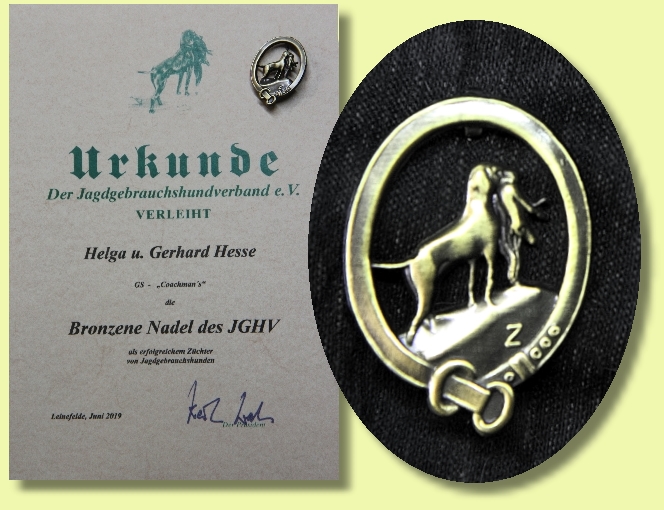 Urkunde
Der Jagdgebrauchshundverband e. V.
VERLEIHT
Helga u. Gerhard Hesse
GS - „Coachman's“
die
Bronzene Nadel des JGHV
als erfolgreichem Züchter
von Jagdgebrauchshunden
Leinefelde, Juni 2019
Der Präsident
Z